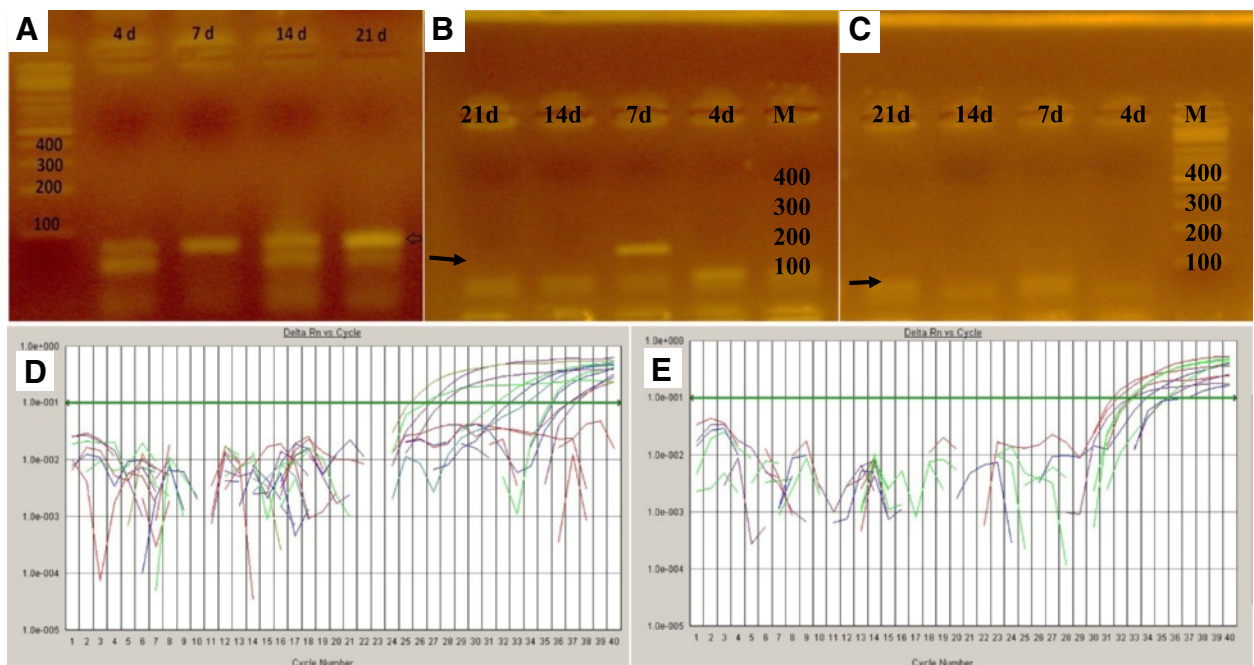 A
4 d 7 d 14 d 21 d
400
300
200
100
B
21d 14d 7d 4d M
400
300
200
100
C
21d 14d 7d 4d M
400
300
200
100
D
Delta Rn vs Cycle
1.0e+000
1.0e-001
1.0e-002
1.0e-003
1.0e-004
1.0e-005
1 2 3 4 5 6 7 8 9 10 11 12 13 14 15 16 17 18 19 20 21 22 23 24 25 26 27 28 29 30 31 32 33 34 35 36 37 38 39 40
Cycle Number
E
Delta Rn vs Cycle
1.0e+000
1.0e-001
1.0e-002
1.0e-003
1.0e-004
1.0e-005
1 2 3 4 5 6 7 8 9 10 11 12 13 14 15 16 17 18 19 20 21 22 23 24 25 26 27 28 29 30 31 32 33 34 35 36 37 38 39 40
Cycle Number